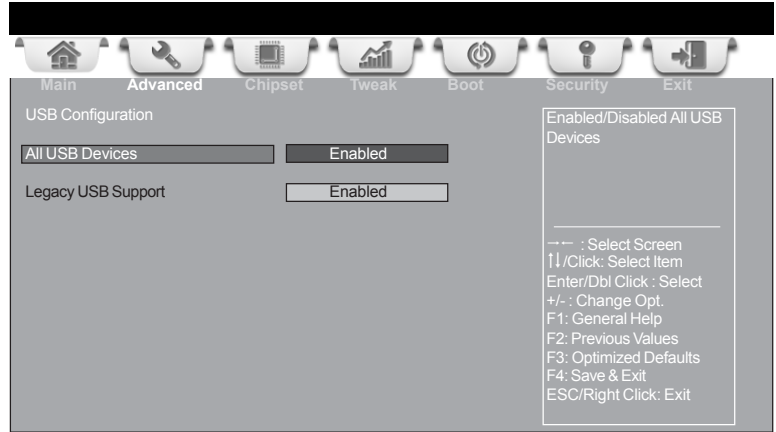 Main Advanced Chipset Tweak Boot Security Exit
USB Configuration
All USB Devices Enabled
Legacy USB Support Enabled
Enabled/Disabled All USB
Devices
→← : Select Screen
↑↓/Click: Select Item
Enter/Dbl Click : Select
+/- : Change Opt.
F1: General Help
F2: Previous Values
F3: Optimized Defaults
F4: Save & Exit
ESC/Right Click: Exit